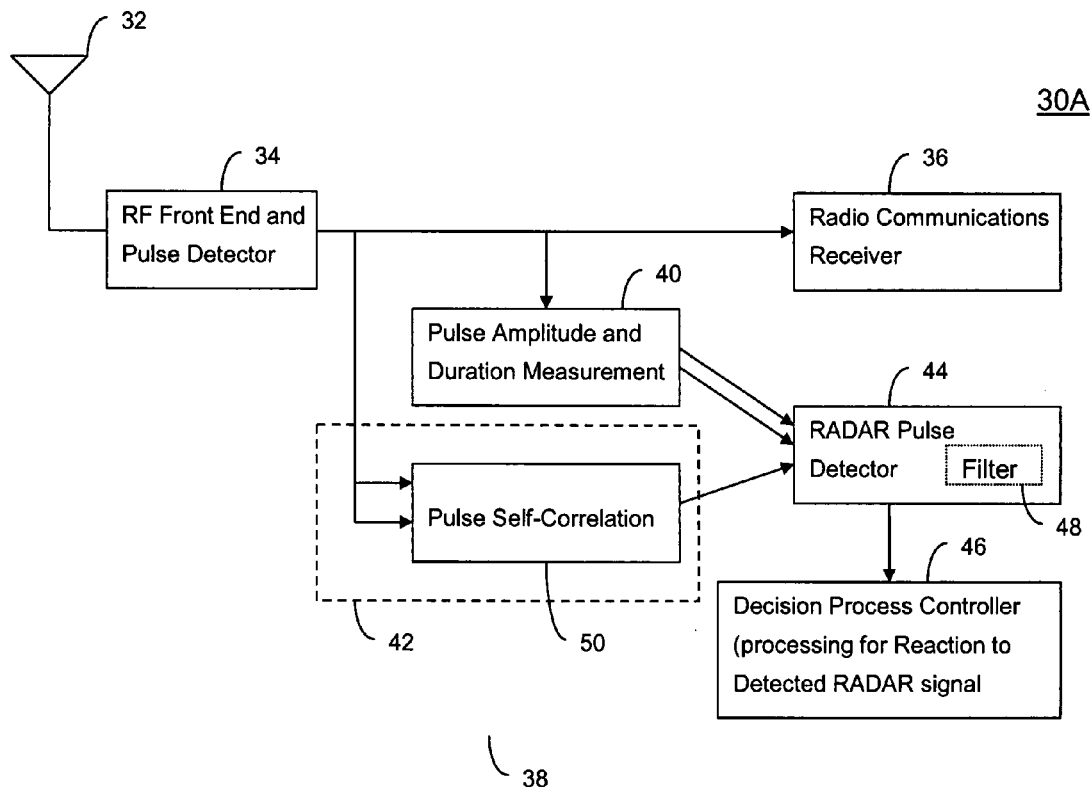 32
30A
34
36
RF Front End and
Pulse Detector
Radio Communications
Receiver
40
Pulse Amplitude and
Duration Measurement
44
RADAR Pulse
Detector
Filter
48
Pulse Self-Correlation
42
50
46
Decision Process Controller
(processing for Reaction to
Detected RADAR signal
38